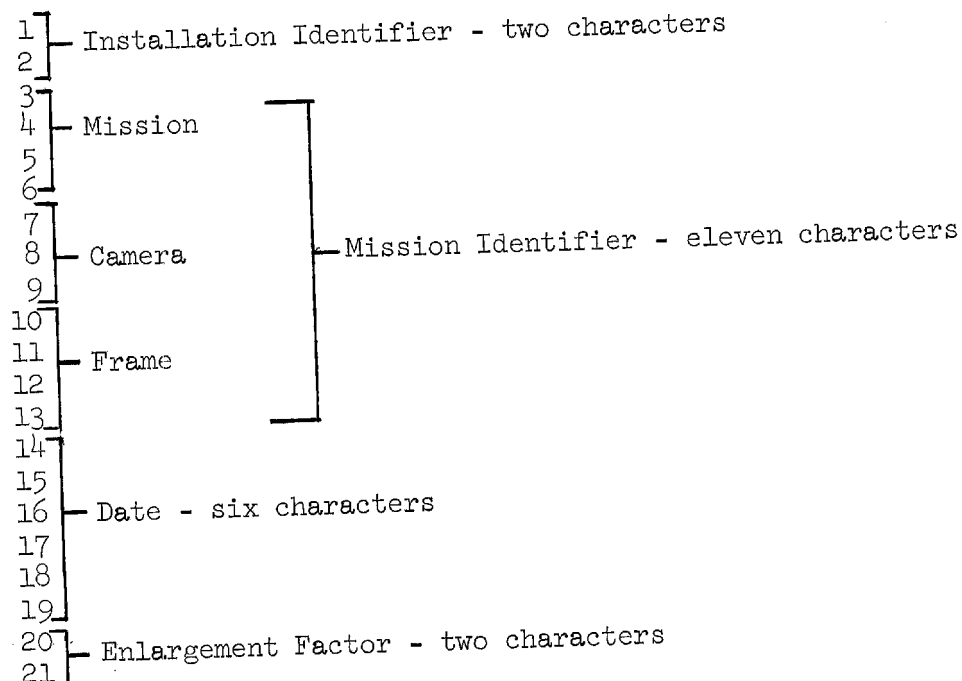 1
Installation Identifier - two characters
2
3
4 Mission
5
6
7
8 Camera
Mission Identifier - eleven characters
9
10
11 Frame
12
13
14
15
16 Date - six characters
17
18
19
20 Enlargement Factor - two characters
21